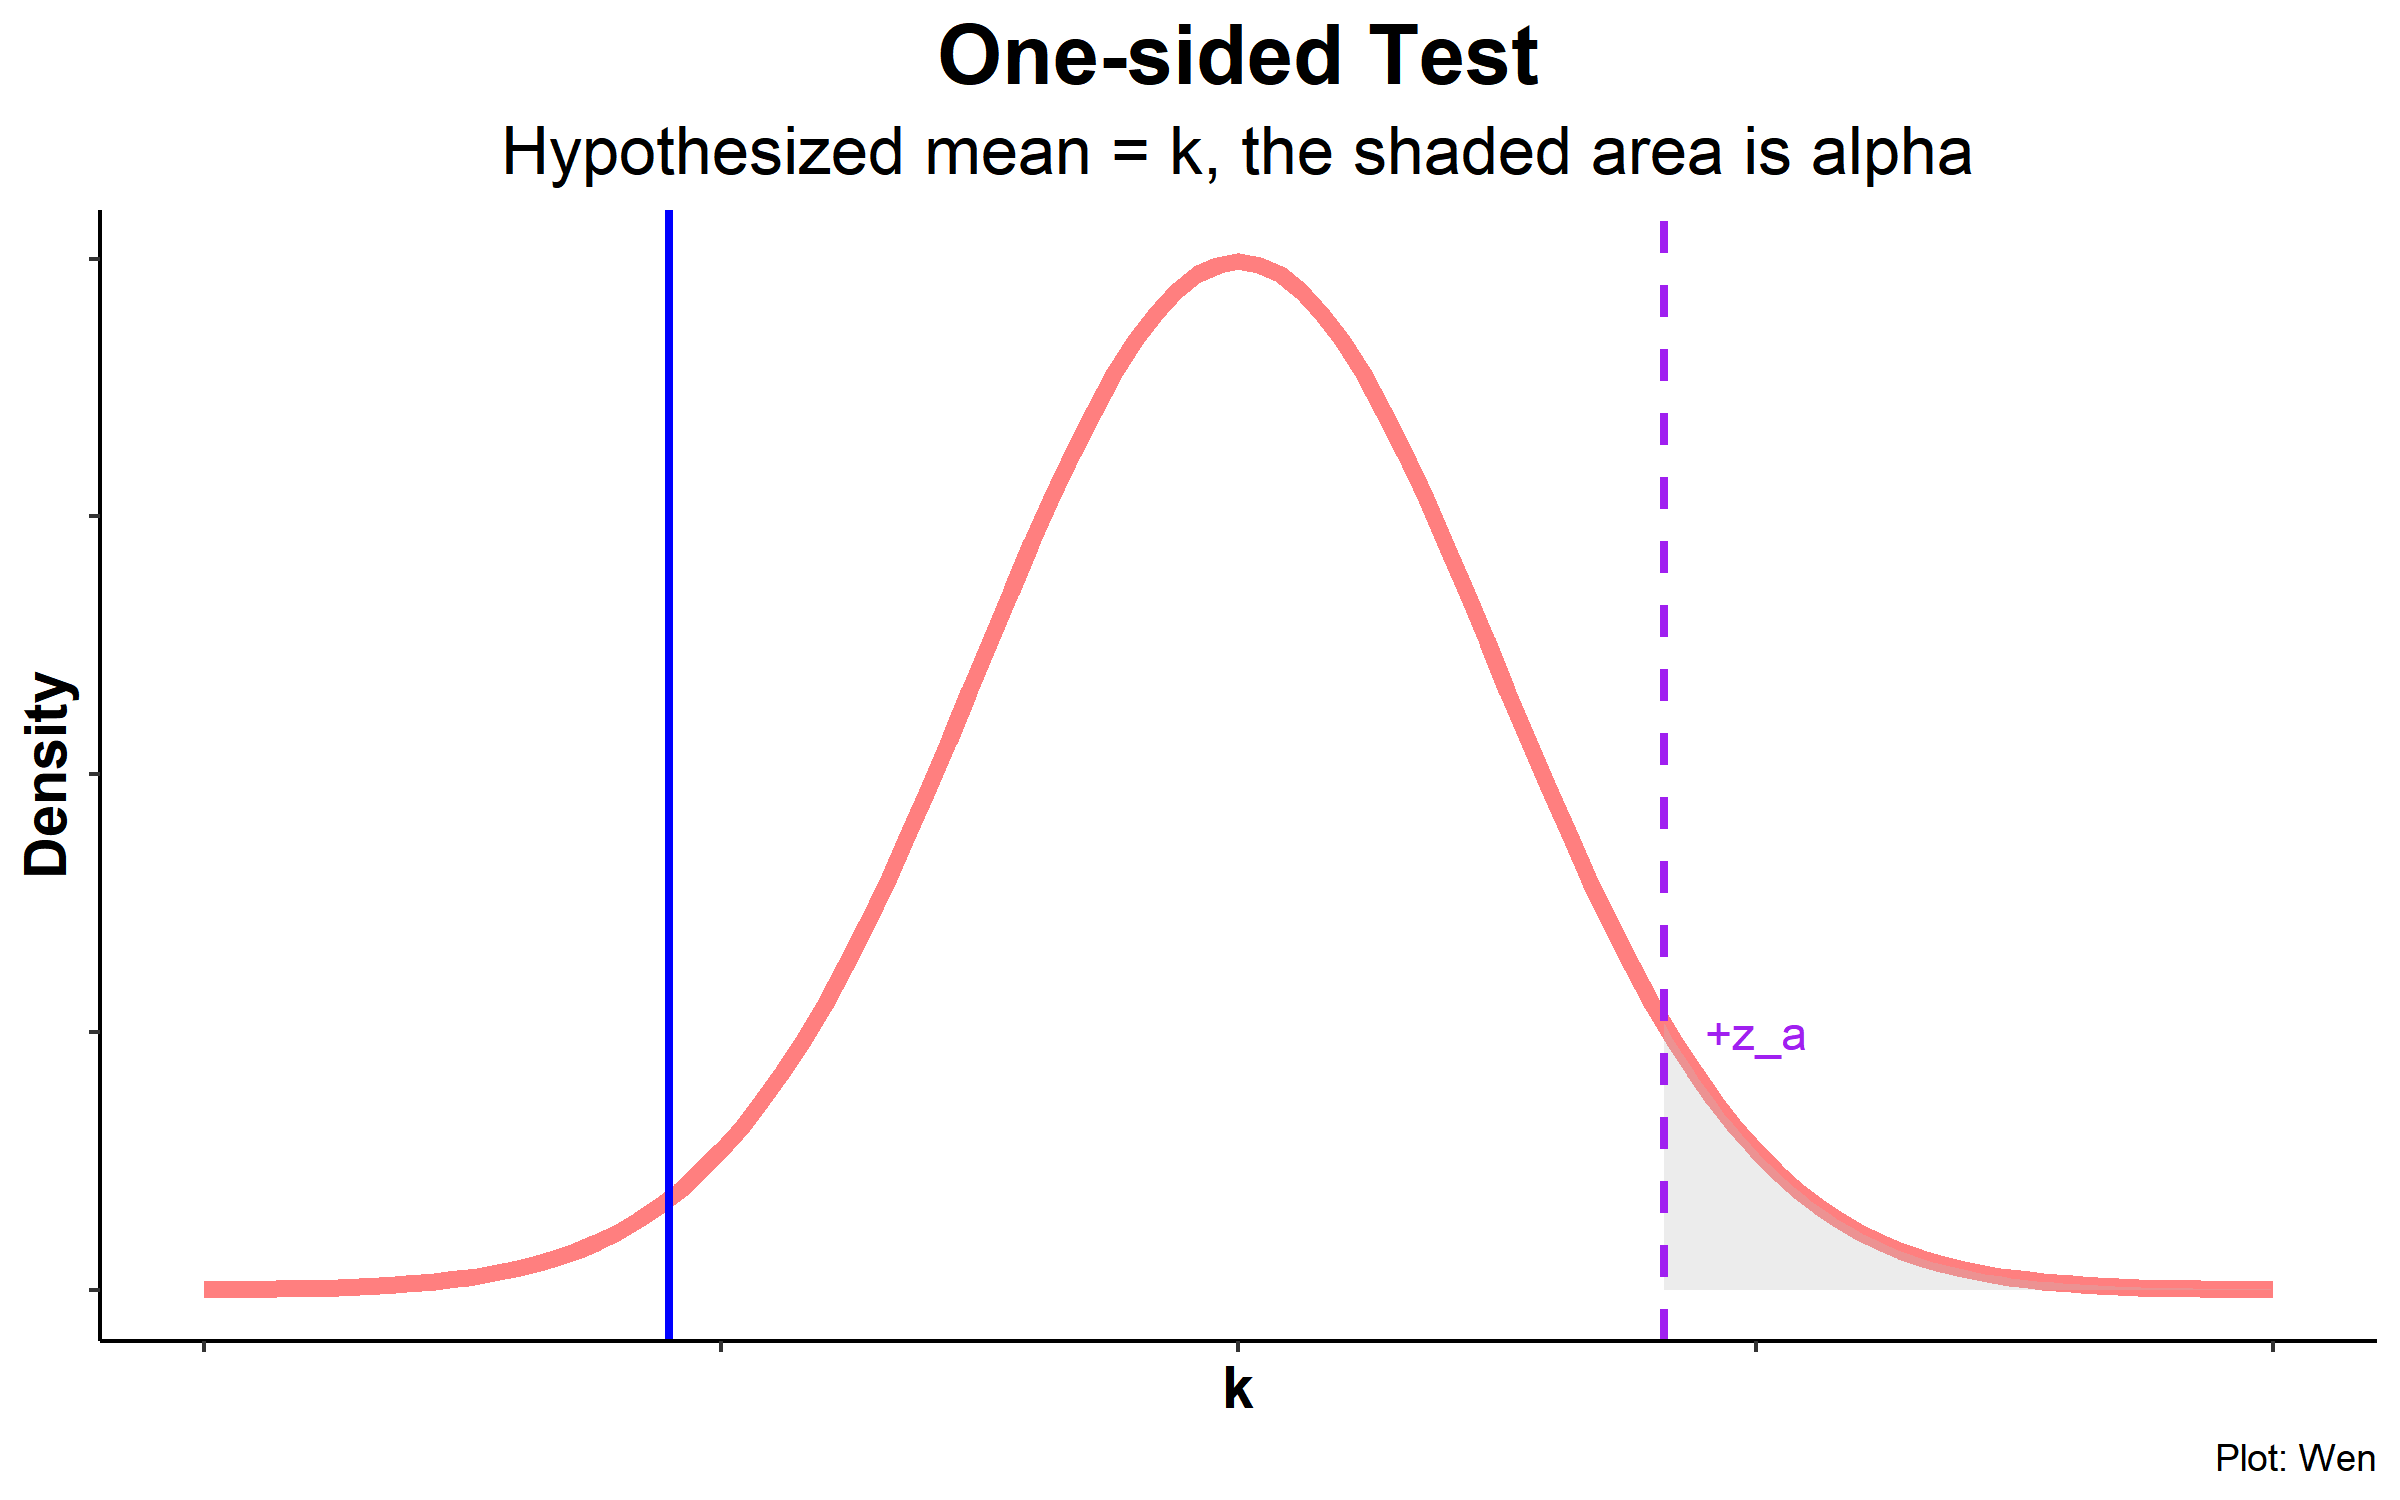 One-sided Test
Hypothesized mean = k, the shaded area is alpha
Density
+z_a
k
Plot: Wen